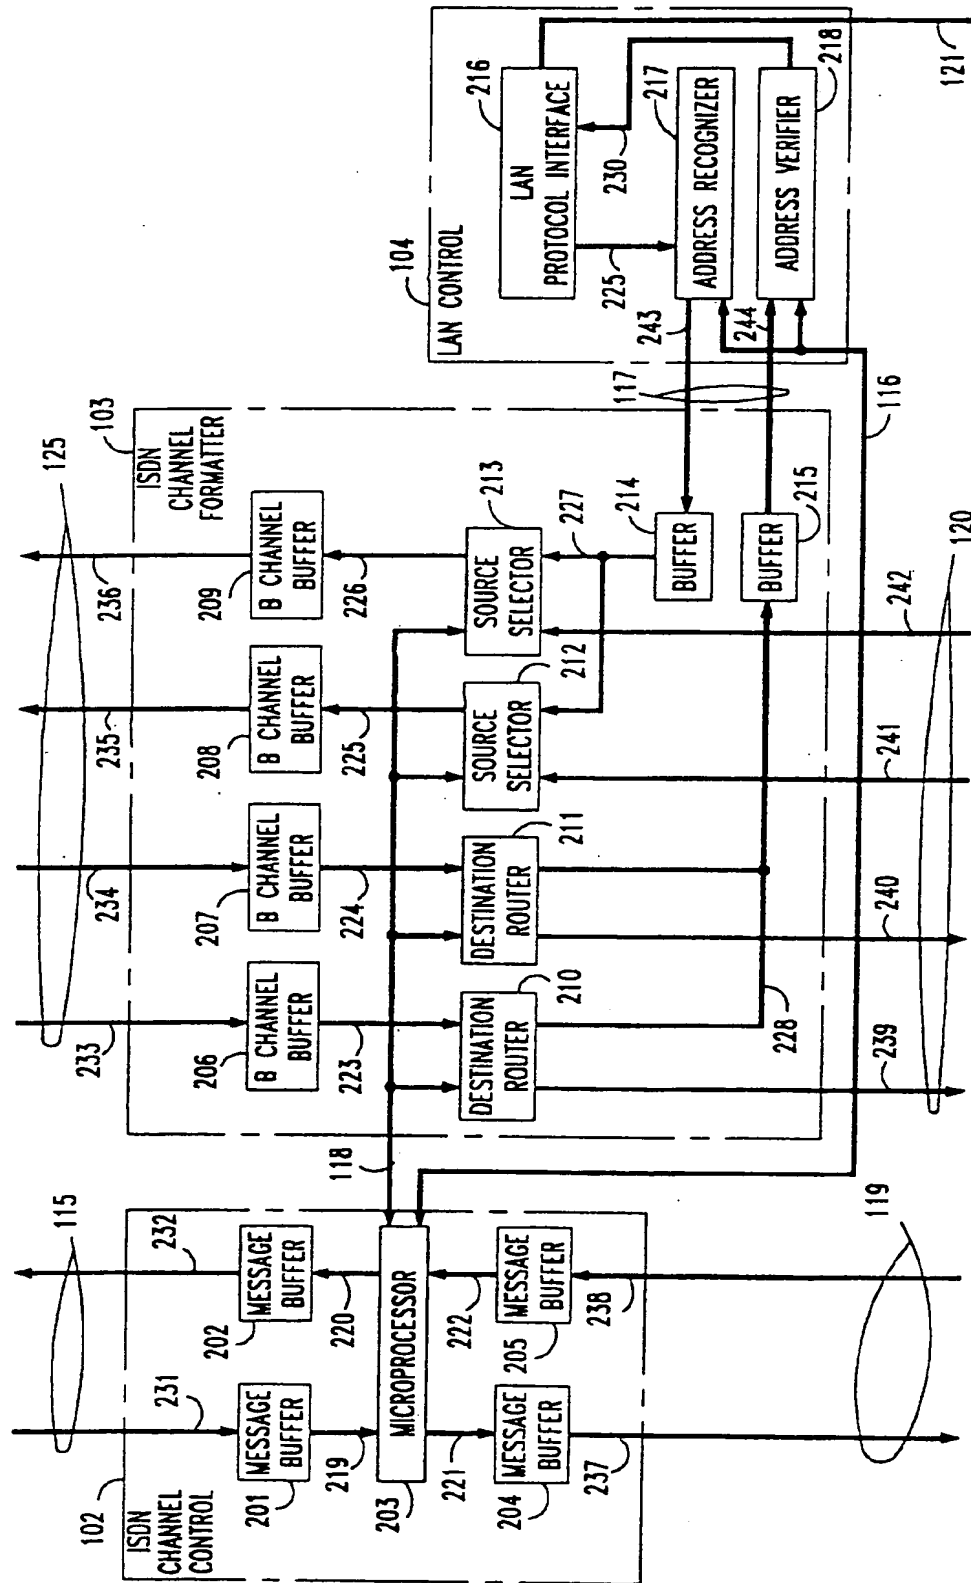 102
ISDN
CHANNEL
CONTROL
115
231
232
201
MESSAGE
BUFFER
202
MESSAGE
BUFFER
219
220
203
MICROPROCESSOR
221
222
204
MESSAGE
BUFFER
205
MESSAGE
BUFFER
237
238
119
118
125
103
ISDN
CHANNEL
FORMATTER
233
234
235
236
206
B CHANNEL
BUFFER
207
B CHANNEL
BUFFER
208
B CHANNEL
BUFFER
209
B CHANNEL
BUFFER
223
224
225
226
210
DESTINATION
ROUTER
211
DESTINATION
ROUTER
212
SOURCE
SELECTOR
213
SOURCE
SELECTOR
227
214
BUFFER
215
BUFFER
228
239
240
241
242
120
117
116
104
LAN CONTROL
216
LAN
PROTOCOL INTERFACE
225
230
217
ADDRESS RECOGNIZER
218
ADDRESS VERIFIER
243
244
121